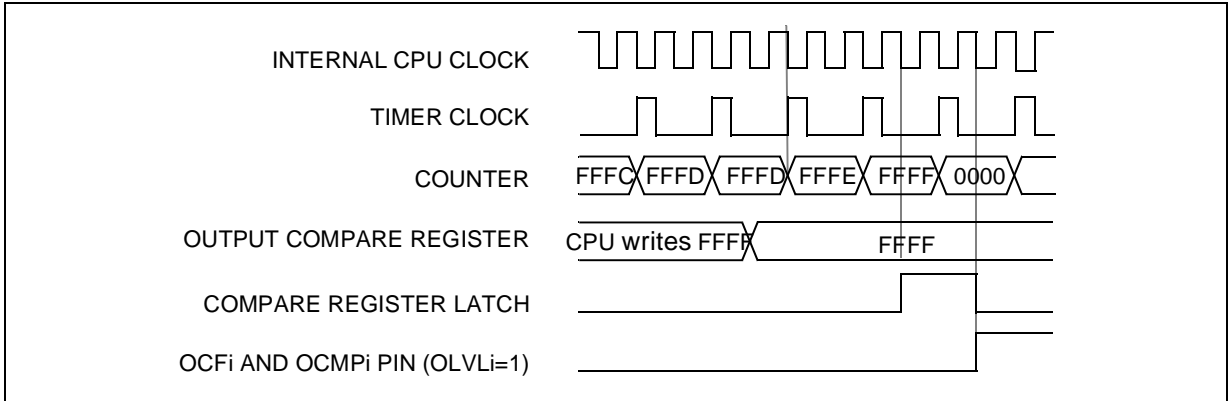 INTERNAL CPU CLOCK
TIMER CLOCK
COUNTER FFFC FFFD FFFD FFFE FFFF 0000
OUTPUT COMPARE REGISTER CPU writes FFFF FFFF
COMPARE REGISTER LATCH
OCFi AND OCMPi PIN (OLVLi=1)